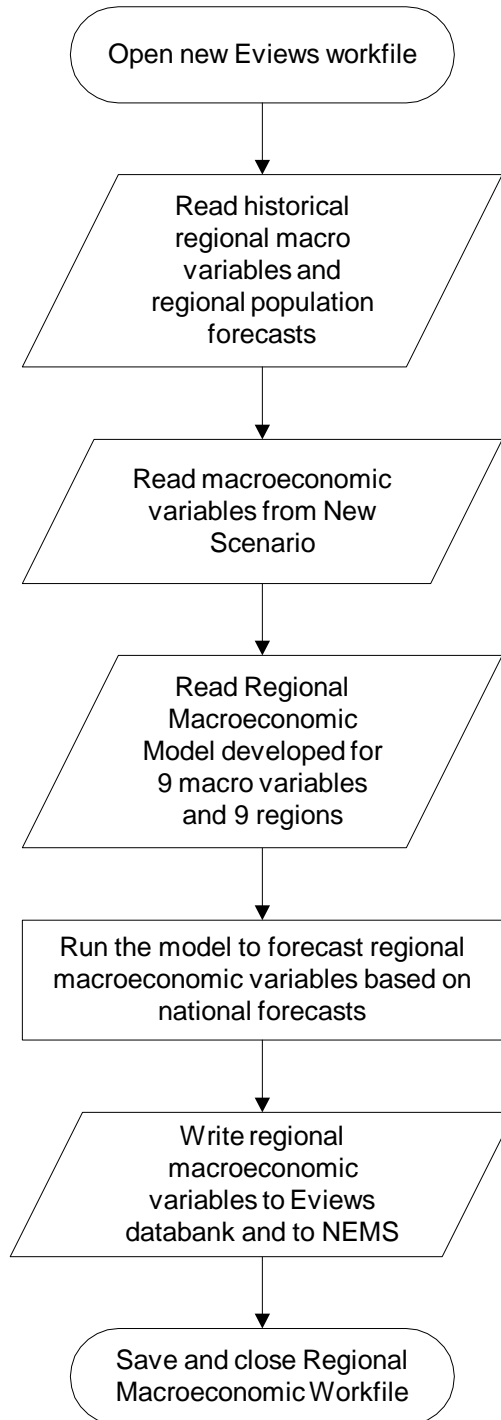 Open new Eviews workfile
Read historical
regional macro
variables and
regional population
forecasts
Read macroeconomic
variables from New
Scenario
Read Regional
Macroeconomic
Model developed for
9 macro variables
and 9 regions
Run the model to forecast regional
macroeconomic variables based on
national forecasts
Write regional
macroeconomic
variables to Eviews
databank and to NEMS
Save and close Regional
Macroeconomic Workfile